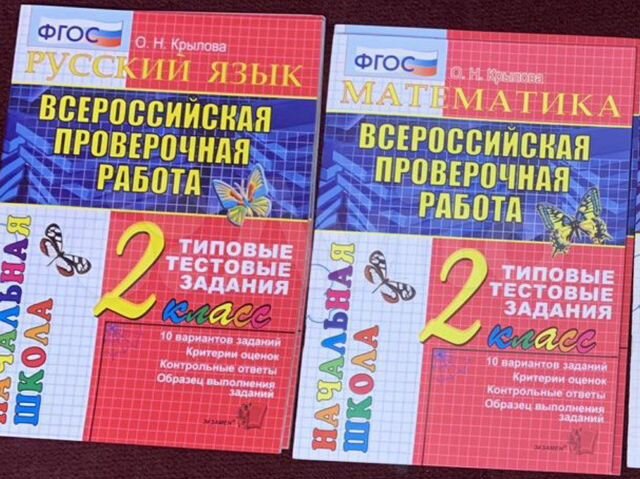 ФГОС
О. Н. Крылова
РУССКИЙ ЯЗЫК
ВСЕРОССИЙСКАЯ
ПРОВЕРОЧНАЯ
РАБОТА
НАЧАЛЬНАЯ
ШКОЛА
2 класс
ТИПОВЫЕ
ТЕСТОВЫЕ
ЗАДАНИЯ
10 вариантов заданий
Критерии оценок
Контрольные ответы
Образец выполнения
заданий
ЭКЗАМЕН
ФГОС
О. Н. Крылова
МАТЕМАТИКА
ВСЕРОССИЙСКАЯ
ПРОВЕРОЧНАЯ
РАБОТА
НАЧАЛЬНАЯ
ШКОЛА
2 класс
ТИПОВЫЕ
ТЕСТОВЫЕ
ЗАДАНИЯ
10 вариантов заданий
Критерии оценок
Контрольные ответы
Образец выполнения
заданий
ЭКЗАМЕН